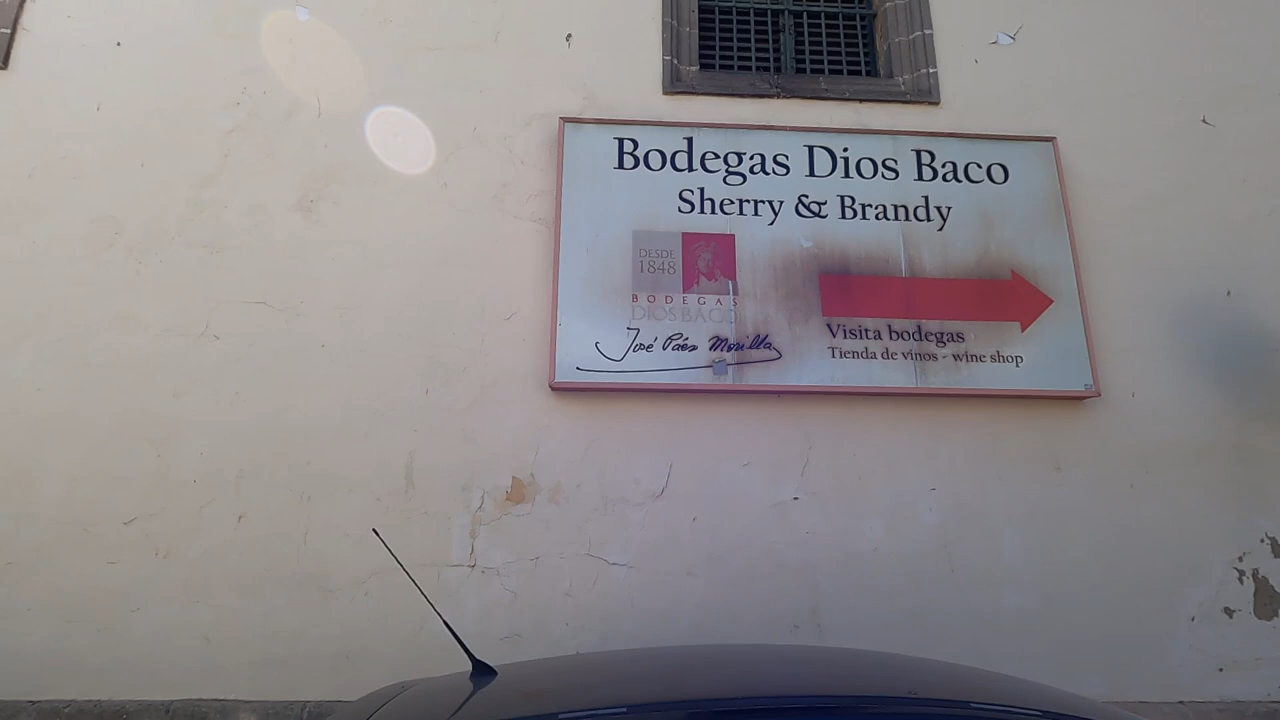 Bodegas Dios Baco
Sherry & Brandy
DESDE
1848
BODEGAS
DIOS BACO
José Páez Morilla
Visita bodegas
Tienda de vinos - wine shop